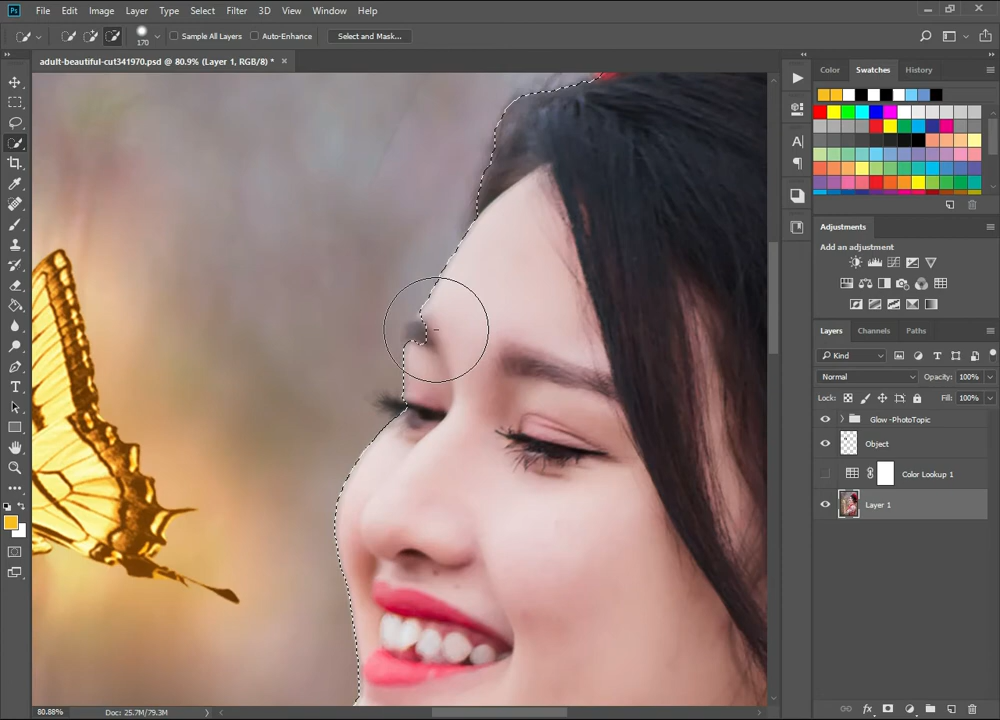 Ps File Edit Image Layer Type Select Filter 3D View Window Help
170 Sample All Layers Auto-Enhance Select and Mask...
adult-beautiful-cut341970.psd @ 80.9% (Layer 1, RGB/8) * ×
Color Swatches History
Adjustments
Add an adjustment
Layers Channels Paths
Kind
Normal Opacity: 100%
Lock: Fill: 100%
Glow -PhotoTopic
Object
Color Lookup 1
Layer 1
80.88% Doc: 25.7M/79.3M
fx